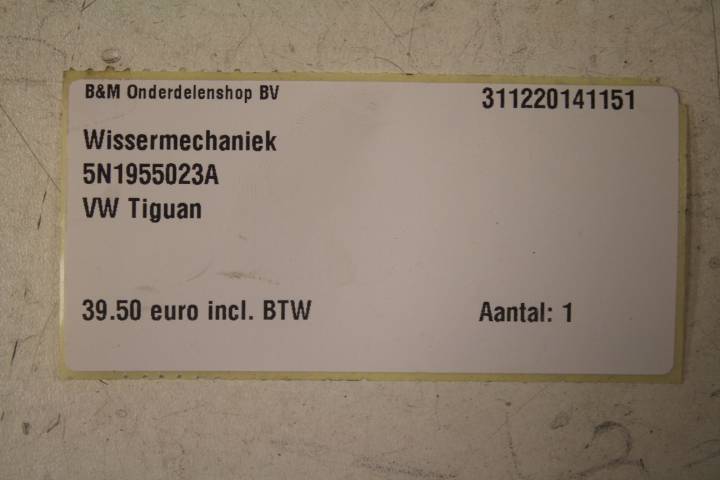 B&M Onderdelenshop BV 311220141151
Wissermechaniek
5N1955023A
VW Tiguan
39.50 euro incl. BTW Aantal: 1